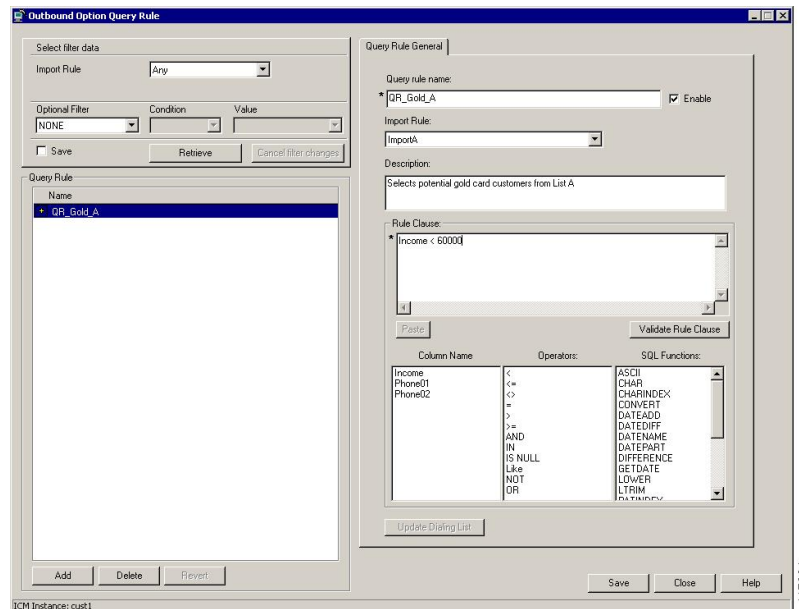 Outbound Option Query Rule
Select filter data
Import Rule Any
Optional Filter Condition Value
NONE
Save Retrieve Cancel filter changes
Query Rule
Name
+ QR_Gold_A
Add Delete Revert
Query Rule General
Query rule name:
* QR_Gold_A Enable
Import Rule:
ImportA
Description:
Selects potential gold card customers from List A
Rule Clause:
* Income < 60000
Paste Validate Rule Clause
Column Name Operators: SQL Functions:
Income < ASCII
Phone01 <= CHAR
Phone02 <> CHARINDEX
= CONVERT
> DATEADD
>= DATEDIFF
AND DATENAME
IN DATEPART
IS NULL DIFFERENCE
Like GETDATE
NOT LOWER
OR LTRIM
Update Dialing List
Save Close Help
ICM Instance: cust1